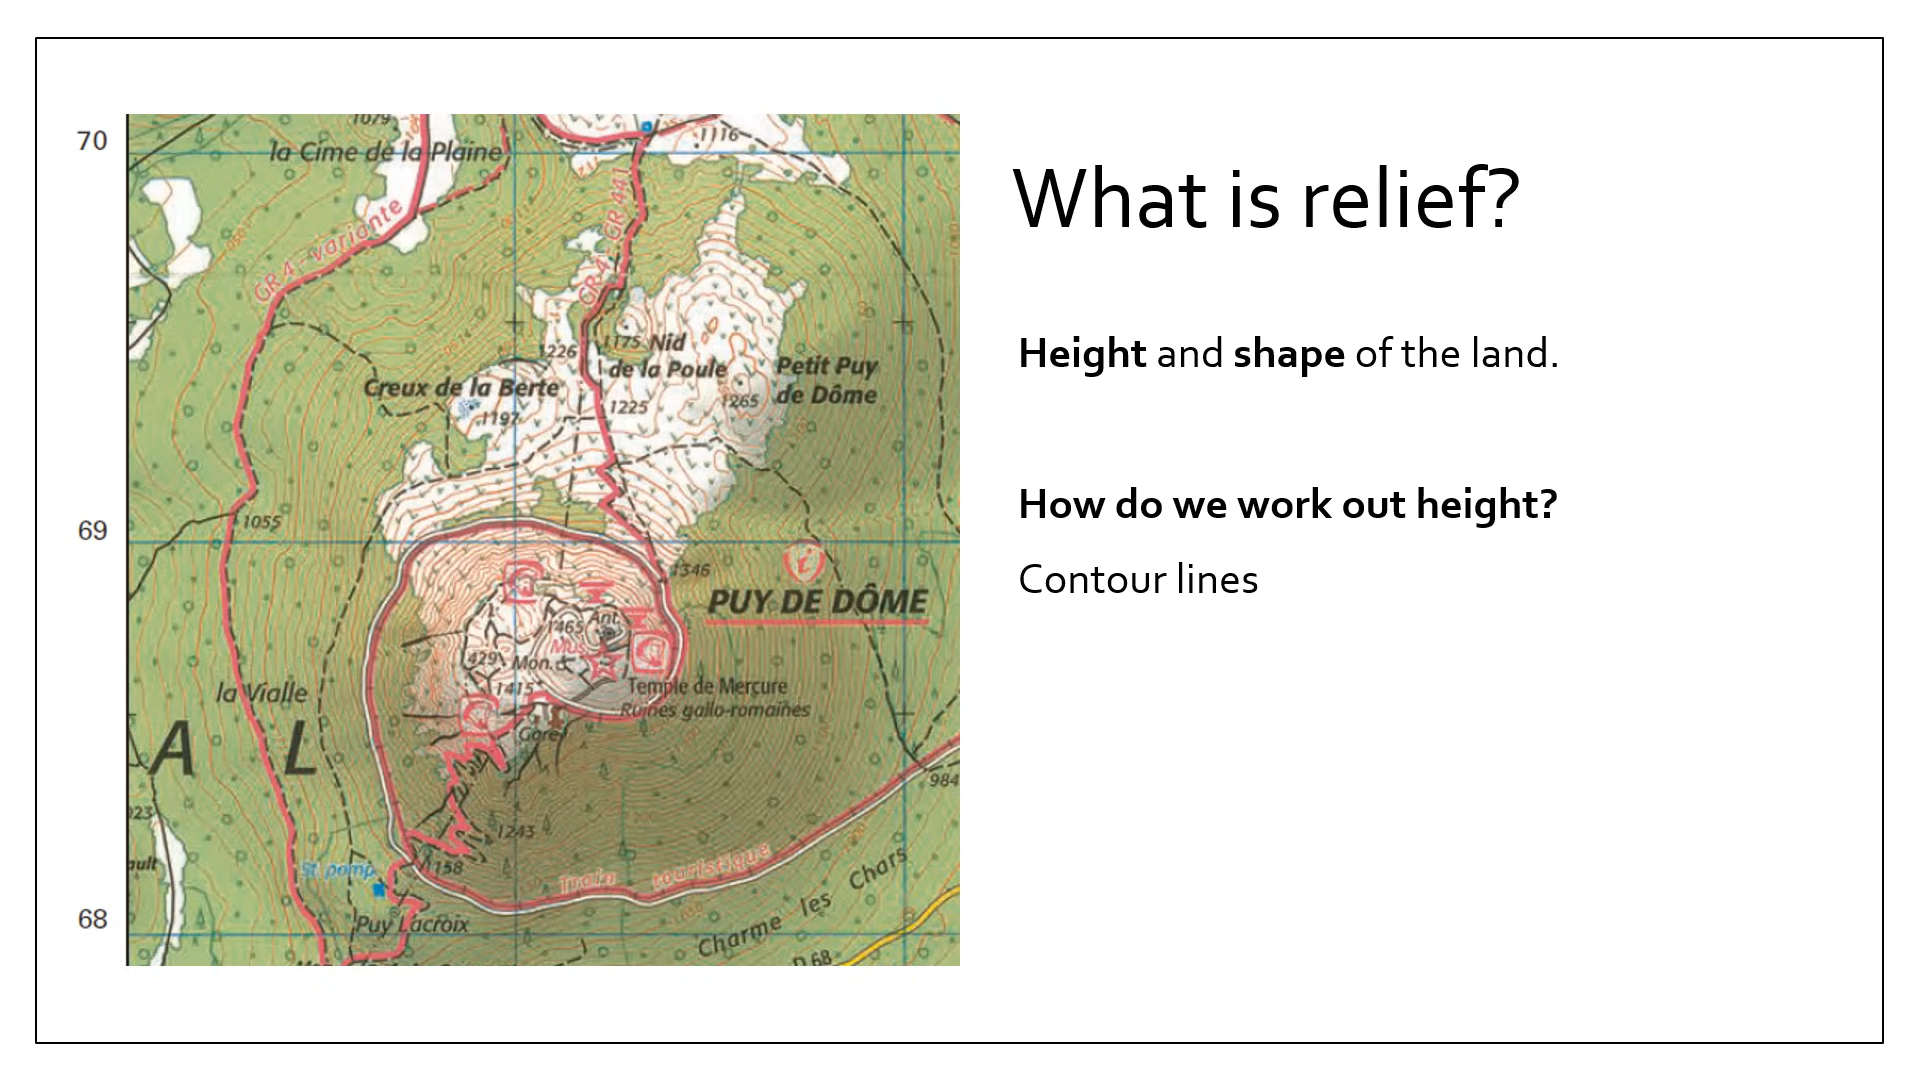 What is relief?
Height and shape of the land.
How do we work out height?
Contour lines
70
69
68
1079
la Cime de la Plaine
1116
GR 4 - variante
GR 4 - GR 441
1226
1175 Nid
de la Poule
Petit Puy
de Dôme
Creux de la Berte
1197
1225
1265
1055
1346
PUY DE DÔME
1465
Ant.
Mus.
429
Mon.
1415
Temple de Mercure
Ruines gallo-romaines
Gare
la Vialle
A L
984
1243
1158
St. pomp.
Train touristique
Puy Lacroix
Charme les Chars
D 68